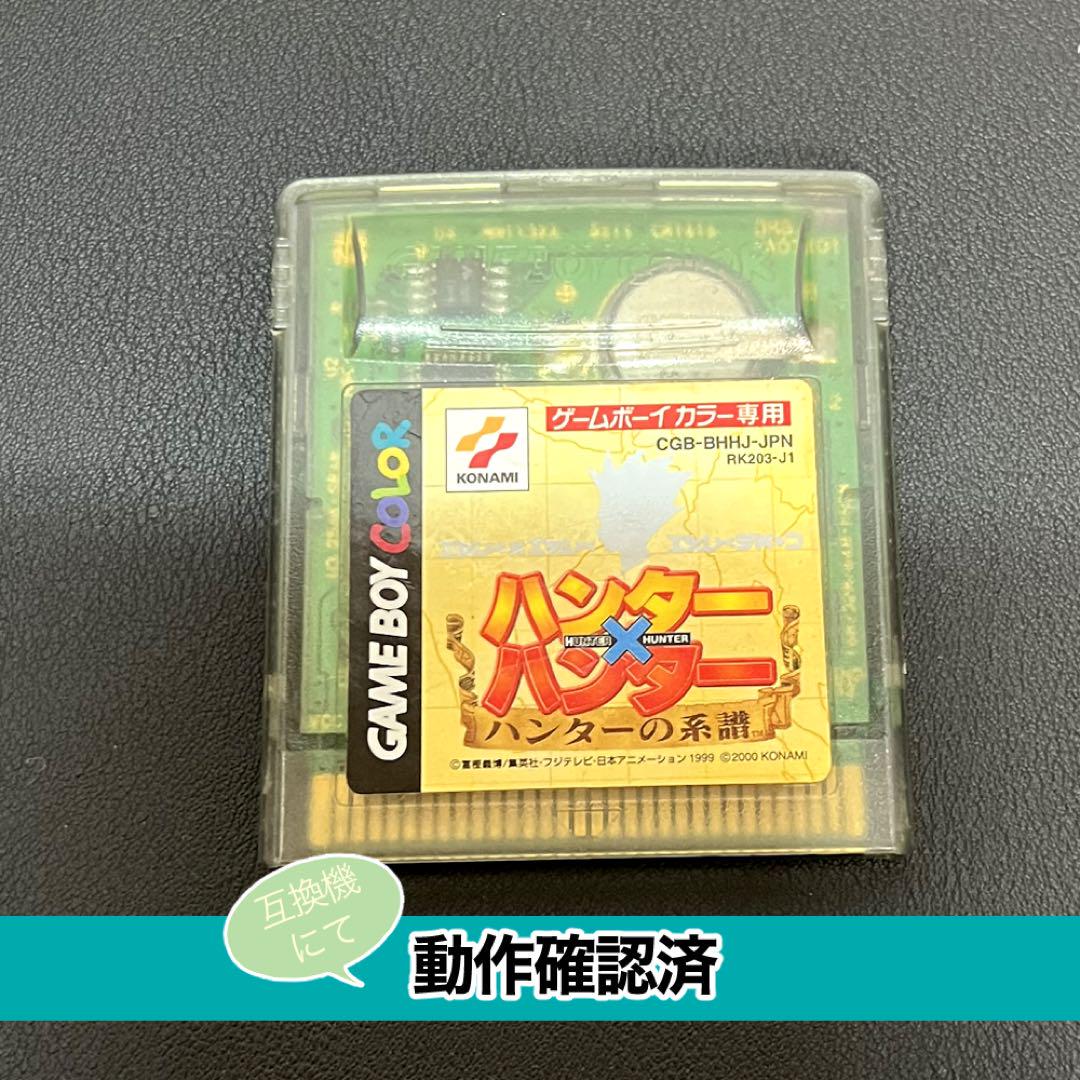 ゲームボーイカラー専用
CGB-BHHJ-JPN
RK203-J1
KONAMI
GAME BOY COLOR
ハンター
HUNTER × HUNTER
ハンター
ハンターの系譜 TM
©冨樫義博/集英社・フジテレビ・日本アニメーション 1999 ©2000 KONAMI
互換機
にて
動作確認済